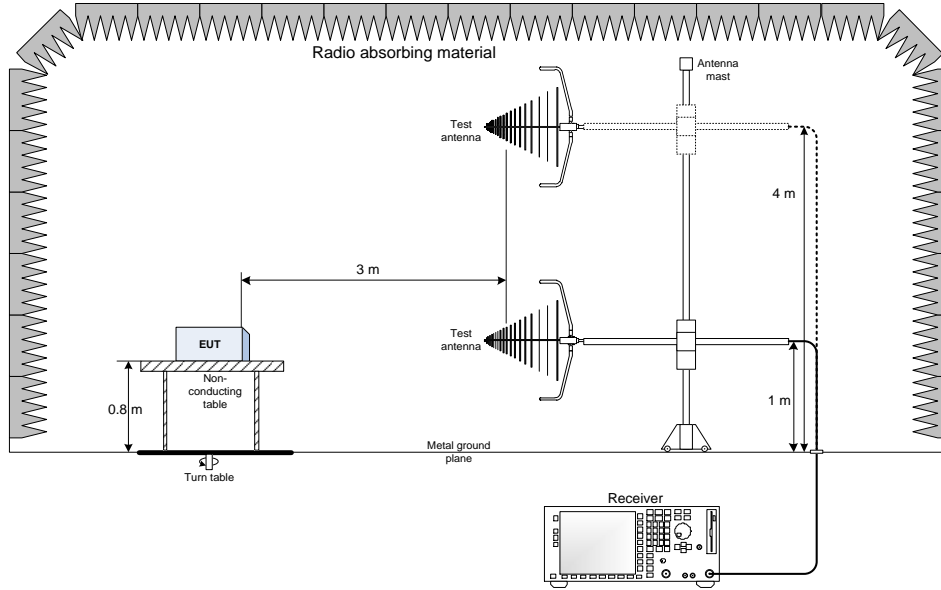 Radio absorbing material
Antenna
mast
Test
antenna
4 m
3 m
Test
antenna
EUT
Non-
conducting
table
0.8 m
1 m
Metal ground
plane
Turn table
Receiver